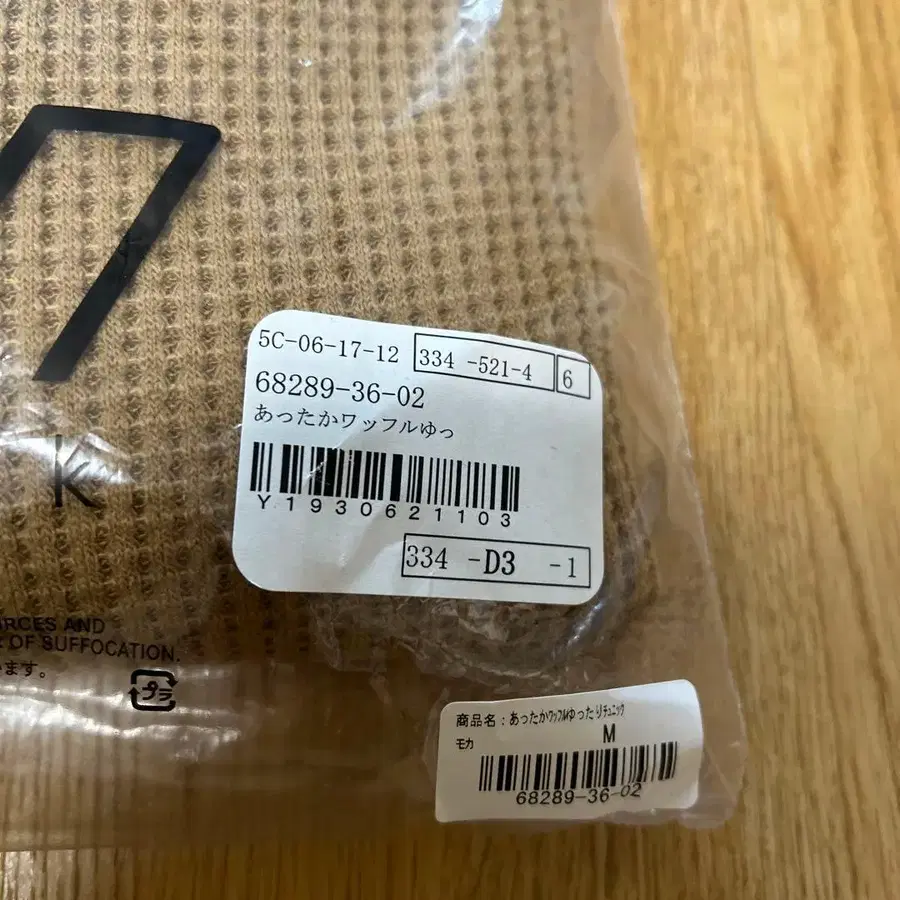 5C-06-17-12 334 -521-4 6
68289-36-02
あったかワッフルゆっ
Y1930621103
334 -D3 -1
k
RCES AND
OF SUFFOCATION.
ます。
プラ
商品名：あったかﾜｯﾌﾙゆったりﾁｭﾆｯｸ
モカ M
68289-36-02